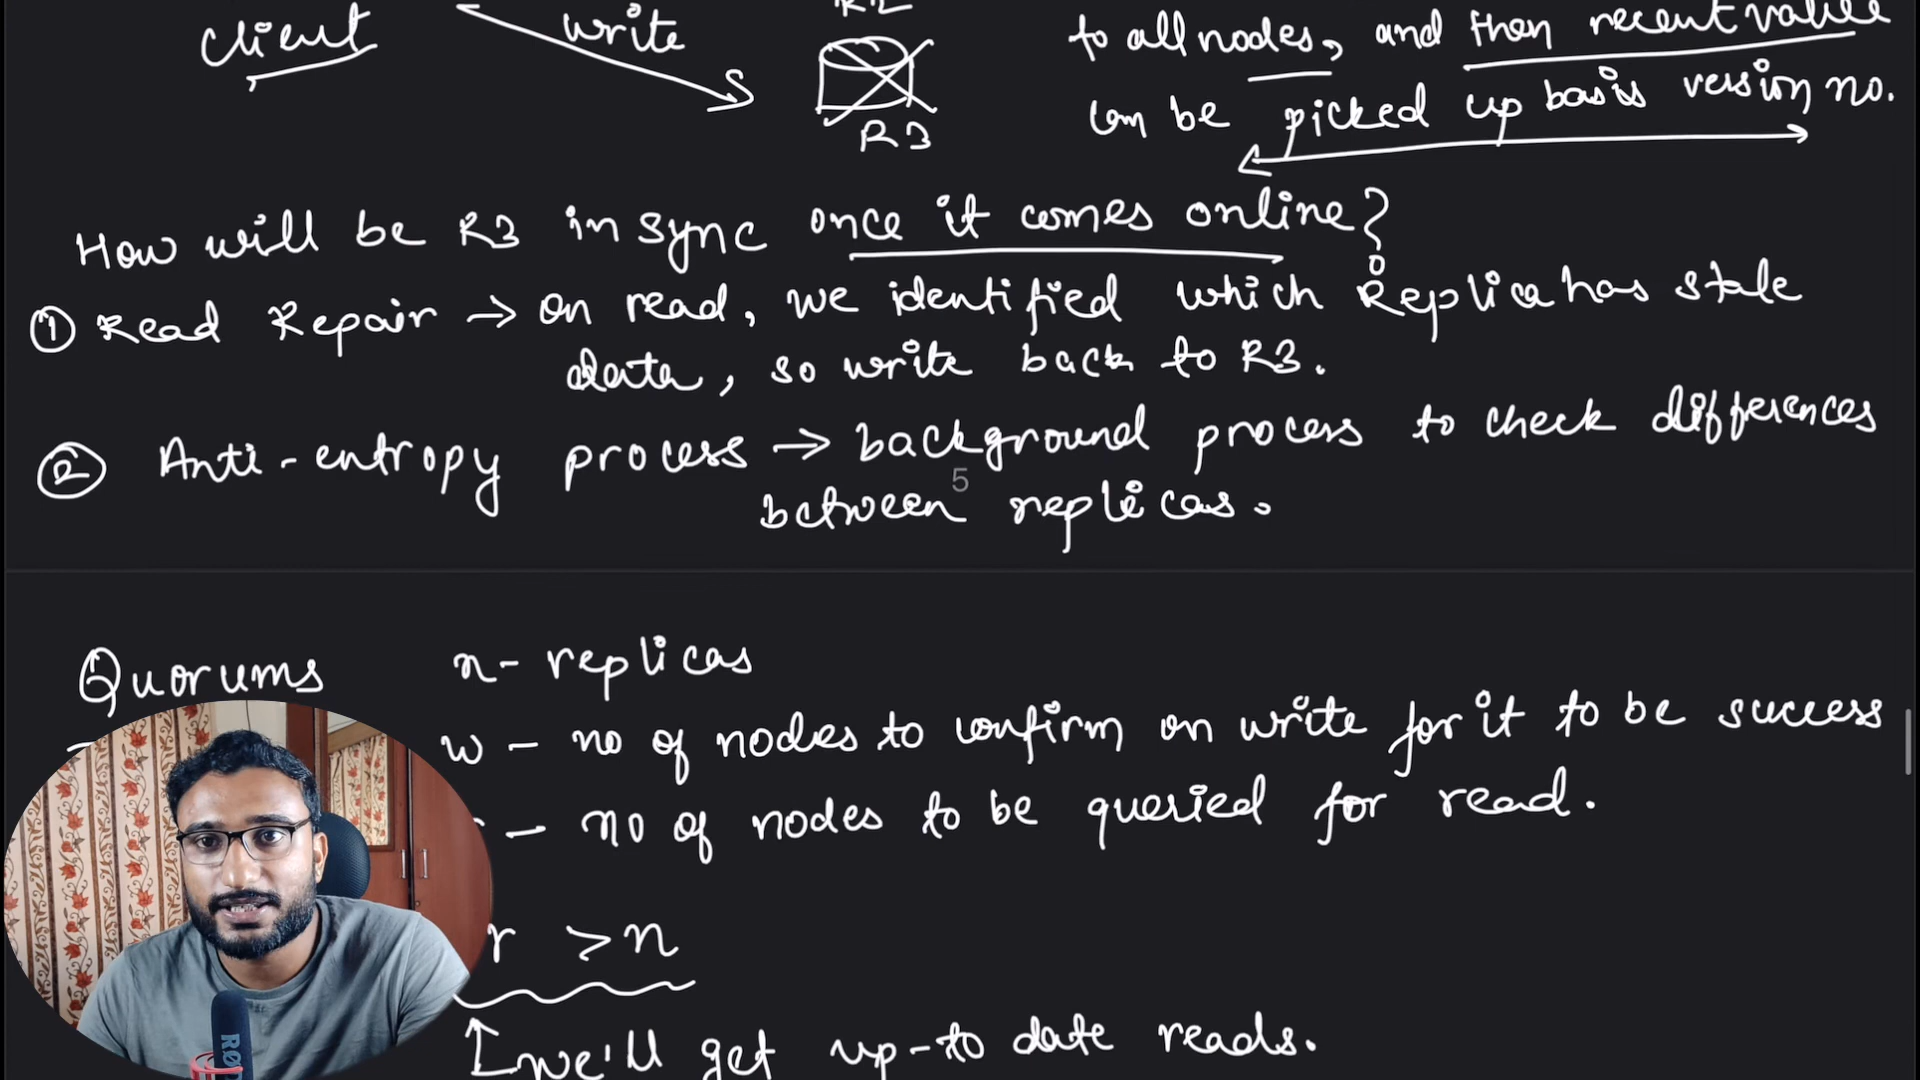 client
write
R2
R3
to all nodes, and then recent value
can be picked up basis version no.
How will be R3 in sync once it comes online?
① Read Repair → on read, we identified which Replica has stale
data, so write back to R3.
② Anti-entropy process → background process to check differences
between replicas.
5
Quorums
n - replicas
w - no of nodes to confirm on write for it to be success
- no of nodes to be queried for read.
r > n
we'll get up-to date reads.
RØD